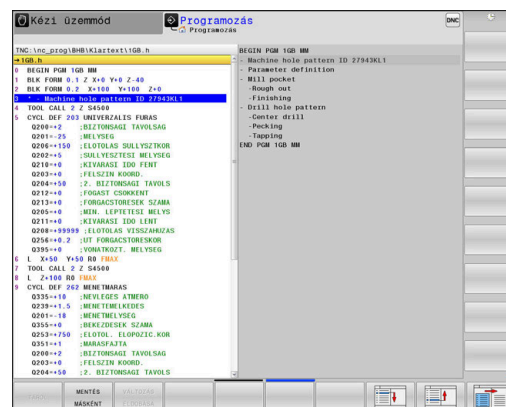 Kézi üzemmód
Programozás
Programozás
DNC
TNC:\nc_prog\BHB\Klartext\1GB.h
→1GB.h
0 BEGIN PGM 1GB MM
1 BLK FORM 0.1 Z X+0 Y+0 Z-40
2 BLK FORM 0.2 X+100 Y+100 Z+0
3 * - Machine hole pattern ID 27943KL1
4 TOOL CALL 2 Z S4500
5 CYCL DEF 203 UNIVERZALIS FURAS
Q200=+2 ;BIZTONSAGI TAVOLSAG
Q201=-25 ;MELYSEG
Q206=+150 ;ELOTOLAS SULLYSZTKOR
Q202=+5 ;SULLYESZTESI MELYSEG
Q210=+0 ;KIVARASI IDO FENT
Q203=+0 ;FELSZIN KOORD.
Q204=+50 ;2. BIZTONSAGI TAVOLS
Q212=+0 ;FOGAST CSOKKENT
Q213=+0 ;FORGACSTORESEK SZAMA
Q205=+0 ;MIN. LEPTETESI MELYS
Q211=+0 ;KIVARASI IDO LENT
Q208=+99999 ;ELOTOLAS VISSZAHUZAS
Q256=+0.2 ;UT FORGACSTORESKOR
Q395=+0 ;VONATKOZT. MELYSEG
6 L X+50 Y+50 R0 FMAX
7 TOOL CALL 2 Z S4500
8 L Z+100 R0 FMAX
9 CYCL DEF 262 MENETMARAS
Q335=+10 ;NEVLEGES ATMERO
Q239=+1.5 ;MENETEMELKEDES
Q201=-18 ;MENETMELYSEG
Q355=+0 ;BEKEZDESEK SZAMA
Q253=+750 ;ELOTOL. ELOPOZIC.KOR
Q351=+1 ;MARASFAJTA
Q200=+2 ;BIZTONSAGI TAVOLSAG
Q203=+0 ;FELSZIN KOORD.
Q204=+50 ;2. BIZTONSAGI TAVOLS
BEGIN PGM 1GB MM
- Machine hole pattern ID 27943KL1
- Parameter definition
- Mill pocket
-Rough out
-Finishing
- Drill hole pattern
-Center drill
-Pecking
-Tapping
END PGM 1GB MM
MENTÉS
MÁSKÉNT